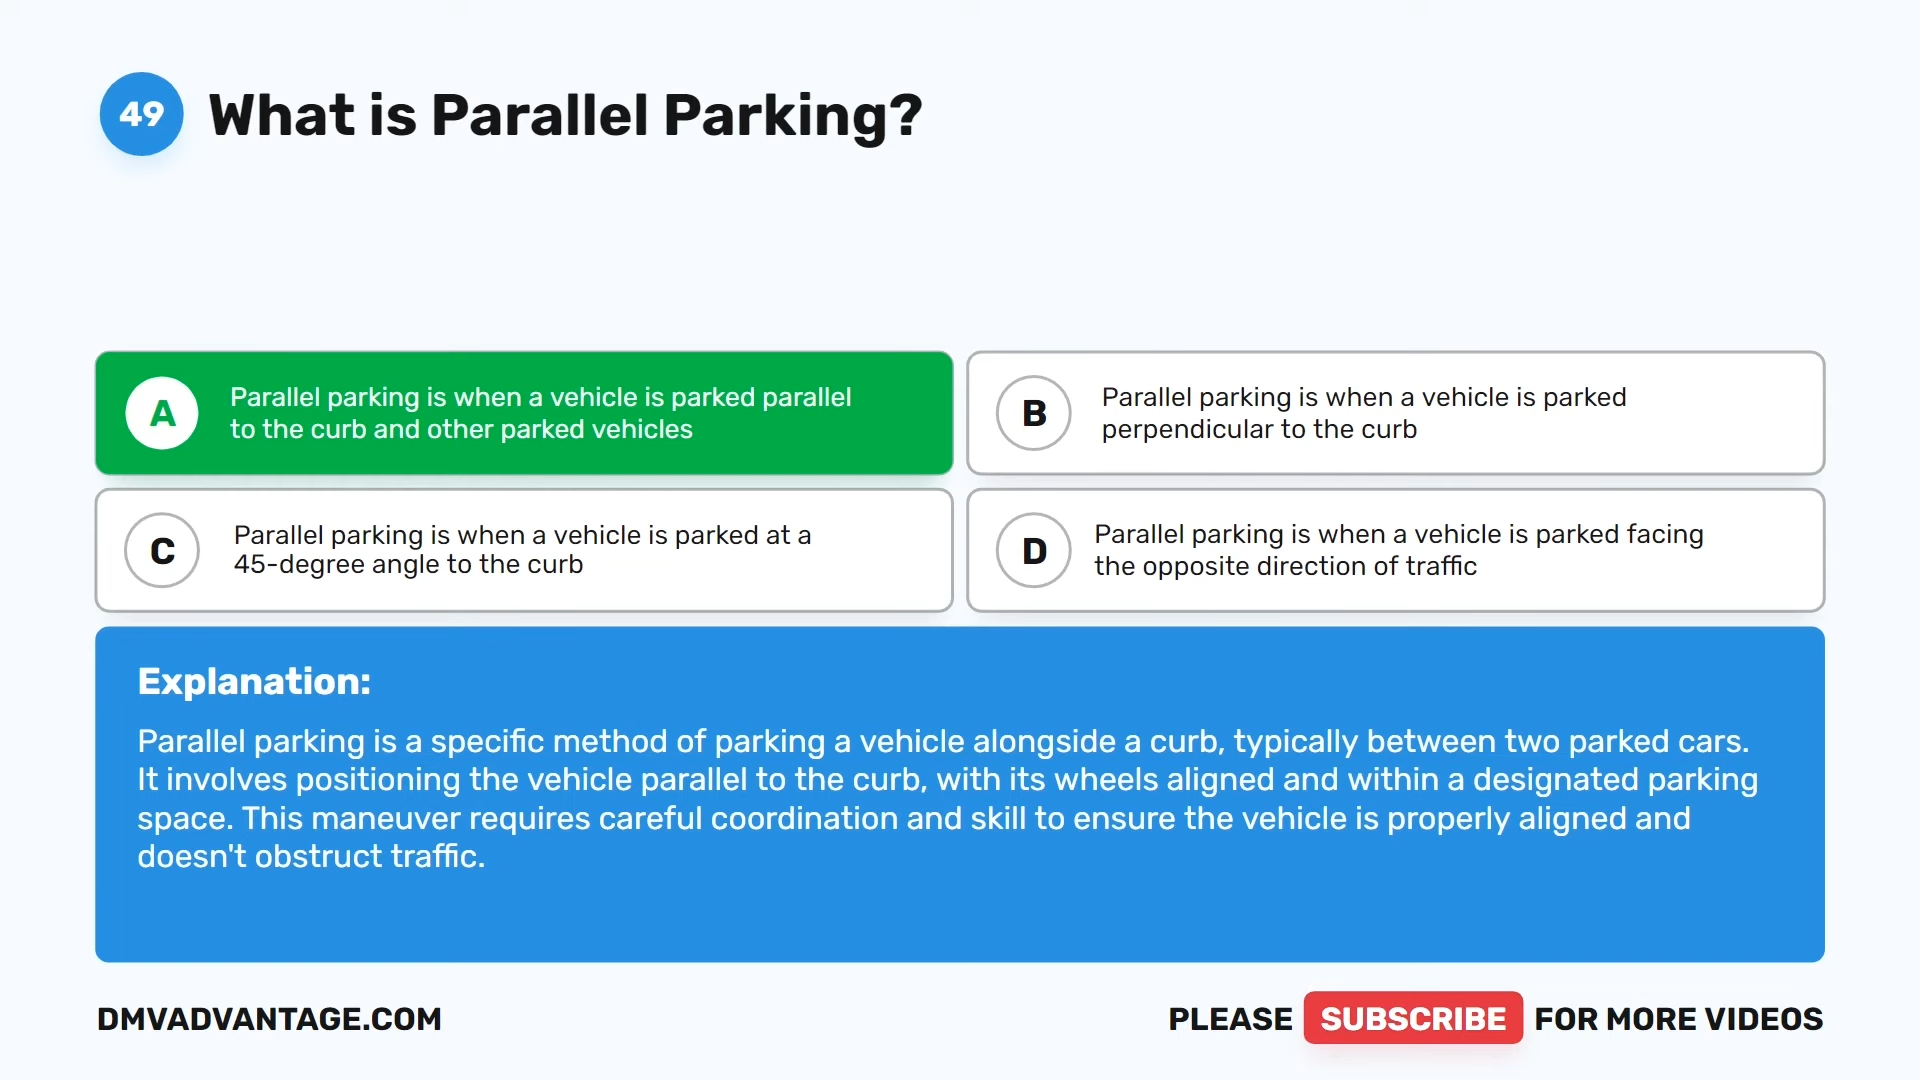 49 What is Parallel Parking?
A Parallel parking is when a vehicle is parked parallel
to the curb and other parked vehicles
B Parallel parking is when a vehicle is parked
perpendicular to the curb
C Parallel parking is when a vehicle is parked at a
45-degree angle to the curb
D Parallel parking is when a vehicle is parked facing
the opposite direction of traffic
Explanation:
Parallel parking is a specific method of parking a vehicle alongside a curb, typically between two parked cars.
It involves positioning the vehicle parallel to the curb, with its wheels aligned and within a designated parking
space. This maneuver requires careful coordination and skill to ensure the vehicle is properly aligned and
doesn't obstruct traffic.
DMVADVANTAGE.COM
PLEASE SUBSCRIBE FOR MORE VIDEOS